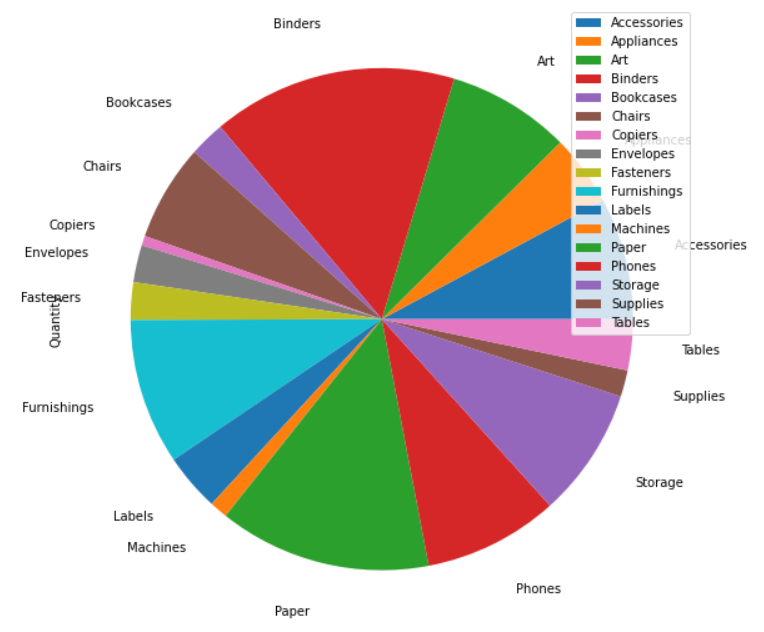 Binders
Art
Bookcases
Appliances
Chairs
Copiers
Envelopes
Accessories
Fasteners
Quantity
Furnishings
Tables
Supplies
Storage
Labels
Machines
Phones
Paper
Accessories
Appliances
Art
Binders
Bookcases
Chairs
Copiers
Envelopes
Fasteners
Furnishings
Labels
Machines
Paper
Phones
Storage
Supplies
Tables